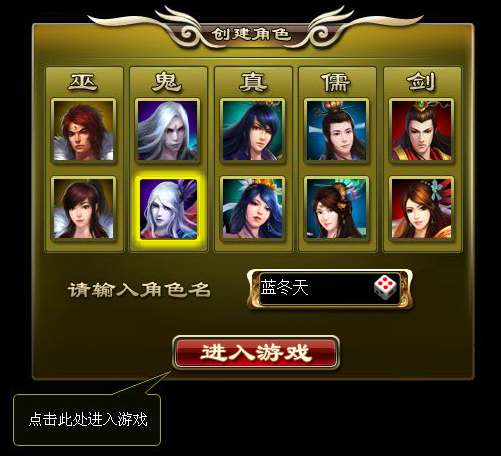 创建角色
巫 鬼 真 儒 剑
请输入角色名 蓝冬天
进入游戏
点击此处进入游戏